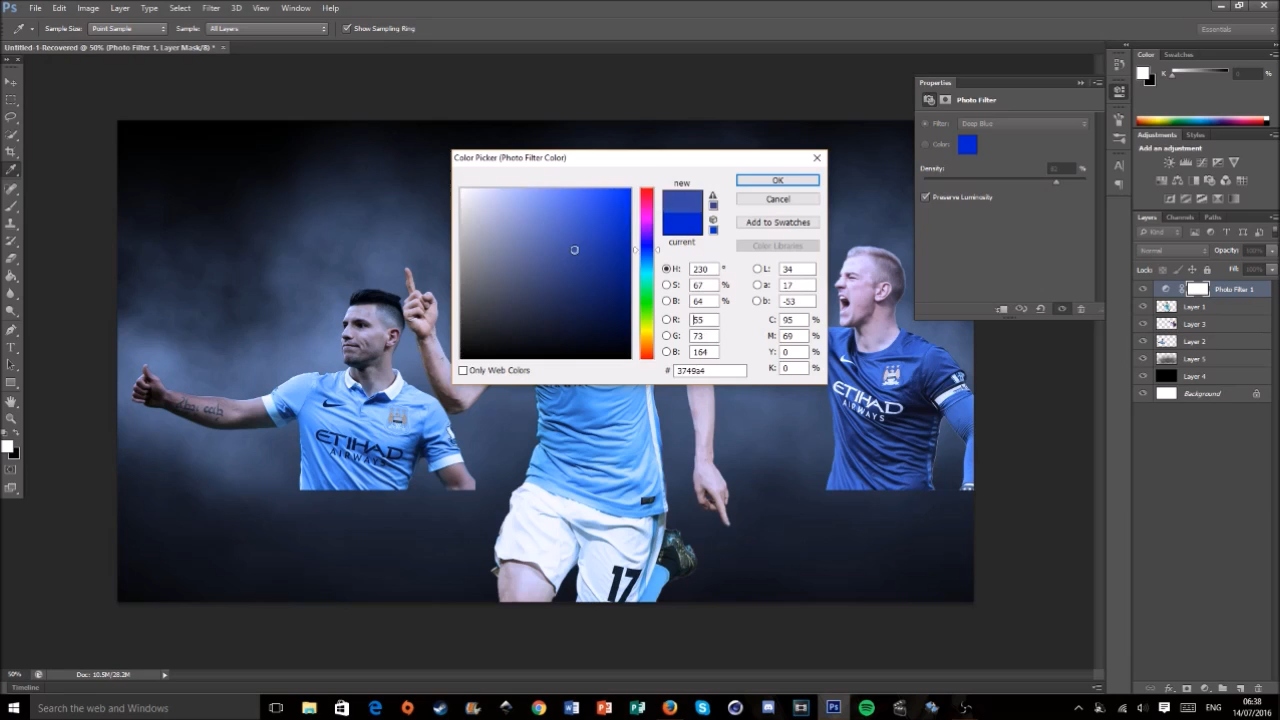 Ps File Edit Image Layer Type Select Filter 3D View Window Help
Sample Size: Point Sample Sample: All Layers Show Sampling Ring Essentials
Untitled-1-Recovered @ 50% (Photo Filter 1, Layer Mask/8) * ×
Color Swatches
K 0 %
Properties
Photo Filter
Filter: Deep Blue
Color:
Density: 82 %
Preserve Luminosity
Adjustments Styles
Add an adjustment
Layers Channels Paths
Kind
Normal Opacity: 100%
Lock: Fill: 100%
Photo Filter 1
Layer 1
Layer 3
Layer 2
Layer 5
Layer 4
Background
Color Picker (Photo Filter Color)
new
current
OK
Cancel
Add to Swatches
Color Libraries
H: 230 ° L: 34
S: 67 % a: 17
B: 64 % b: -53
R: 55 C: 95 %
G: 73 M: 69 %
B: 164 Y: 0 %
# 3749a4 K: 0 %
Only Web Colors
ETIHAD
AIRWAYS
ETIHAD
AIRWAYS
17
50% Doc: 10.5M/28.2M
Timeline
Search the web and Windows
ENG
06:38
14/07/2016